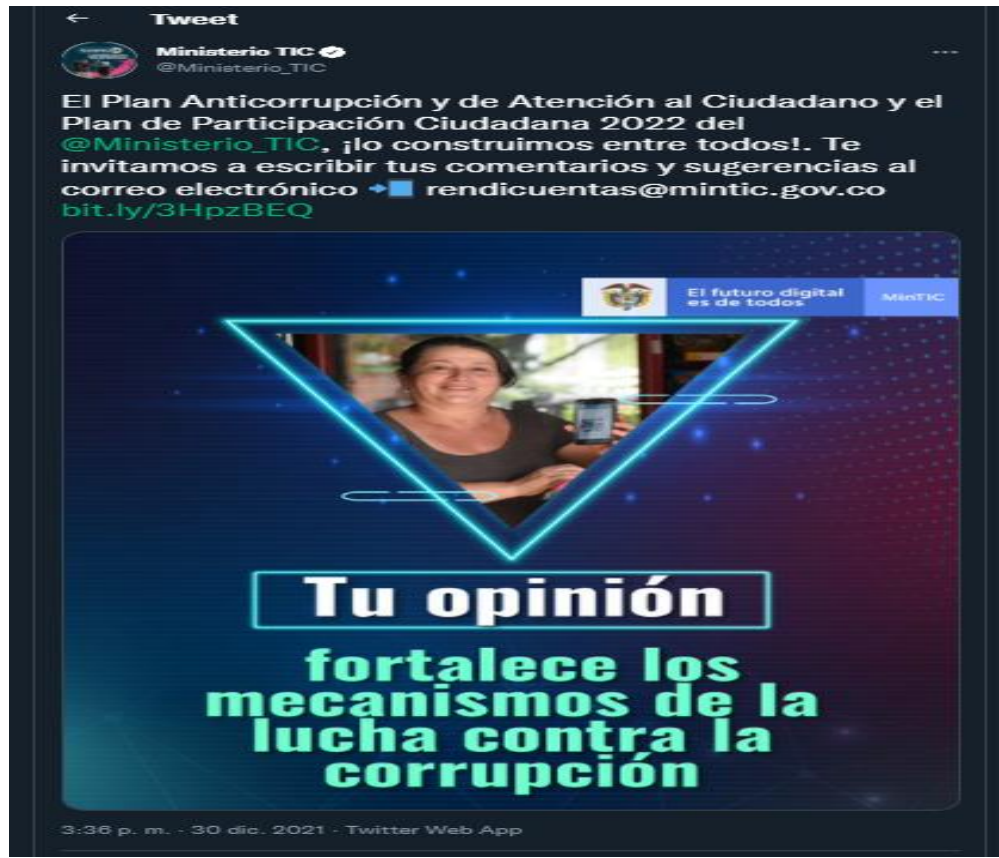 Tweet
Ministerio TIC
@Ministerio_TIC
El Plan Anticorrupción y de Atención al Ciudadano y el
Plan de Participación Ciudadana 2022 del
@Ministerio_TIC, ¡lo construimos entre todos!. Te
invitamos a escribir tus comentarios y sugerencias al
correo electrónico rendicuentas@mintic.gov.co
bit.ly/3HpzBEQ
El futuro digital
es de todos
MinTIC
Tu opinión
fortalece los
mecanismos de la
lucha contra la
corrupción
3:36 p. m. · 30 dic. 2021 · Twitter Web App